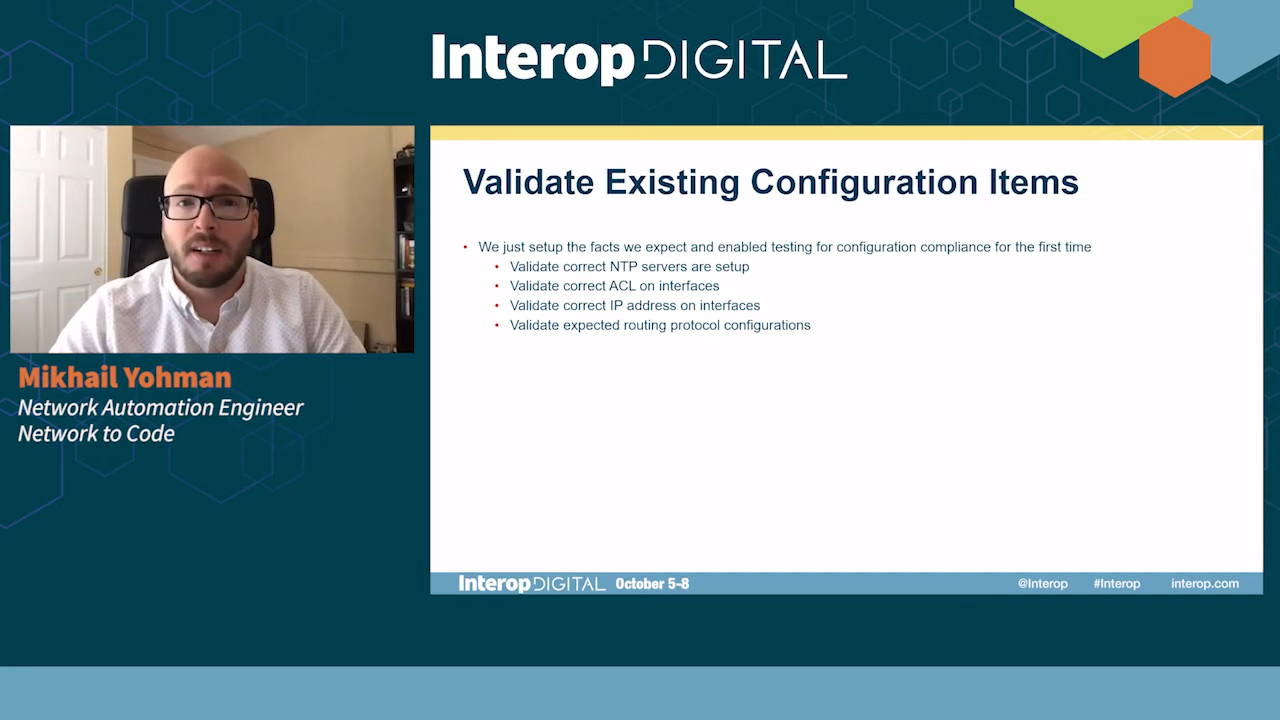 Interop DIGITAL
Mikhail Yohman
Network Automation Engineer
Network to Code
Validate Existing Configuration Items
• We just setup the facts we expect and enabled testing for configuration compliance for the first time
• Validate correct NTP servers are setup
• Validate correct ACL on interfaces
• Validate correct IP address on interfaces
• Validate expected routing protocol configurations
Interop DIGITAL October 5-8 @Interop #Interop interop.com